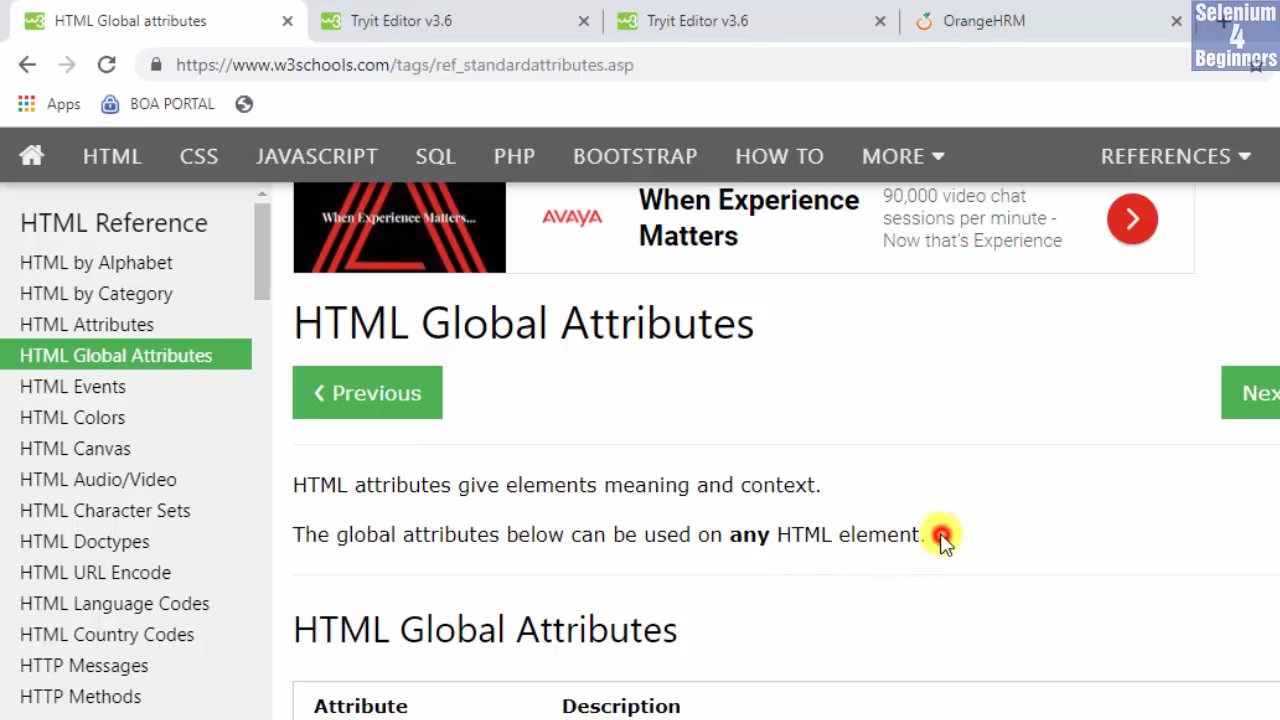 HTML Global attributes
Tryit Editor v3.6
Tryit Editor v3.6
OrangeHRM
Selenium
4
Beginners
https://www.w3schools.com/tags/ref_standardattributes.asp
Apps
BOA PORTAL
HTML
CSS
JAVASCRIPT
SQL
PHP
BOOTSTRAP
HOW TO
MORE
REFERENCES
HTML Reference
HTML by Alphabet
HTML by Category
HTML Attributes
HTML Global Attributes
HTML Events
HTML Colors
HTML Canvas
HTML Audio/Video
HTML Character Sets
HTML Doctypes
HTML URL Encode
HTML Language Codes
HTML Country Codes
HTTP Messages
HTTP Methods
When Experience Matters...
AVAYA
When Experience
Matters
90,000 video chat
sessions per minute -
Now that's Experience
HTML Global Attributes
❮ Previous
Nex
HTML attributes give elements meaning and context.
The global attributes below can be used on any HTML element.
HTML Global Attributes
Attribute
Description